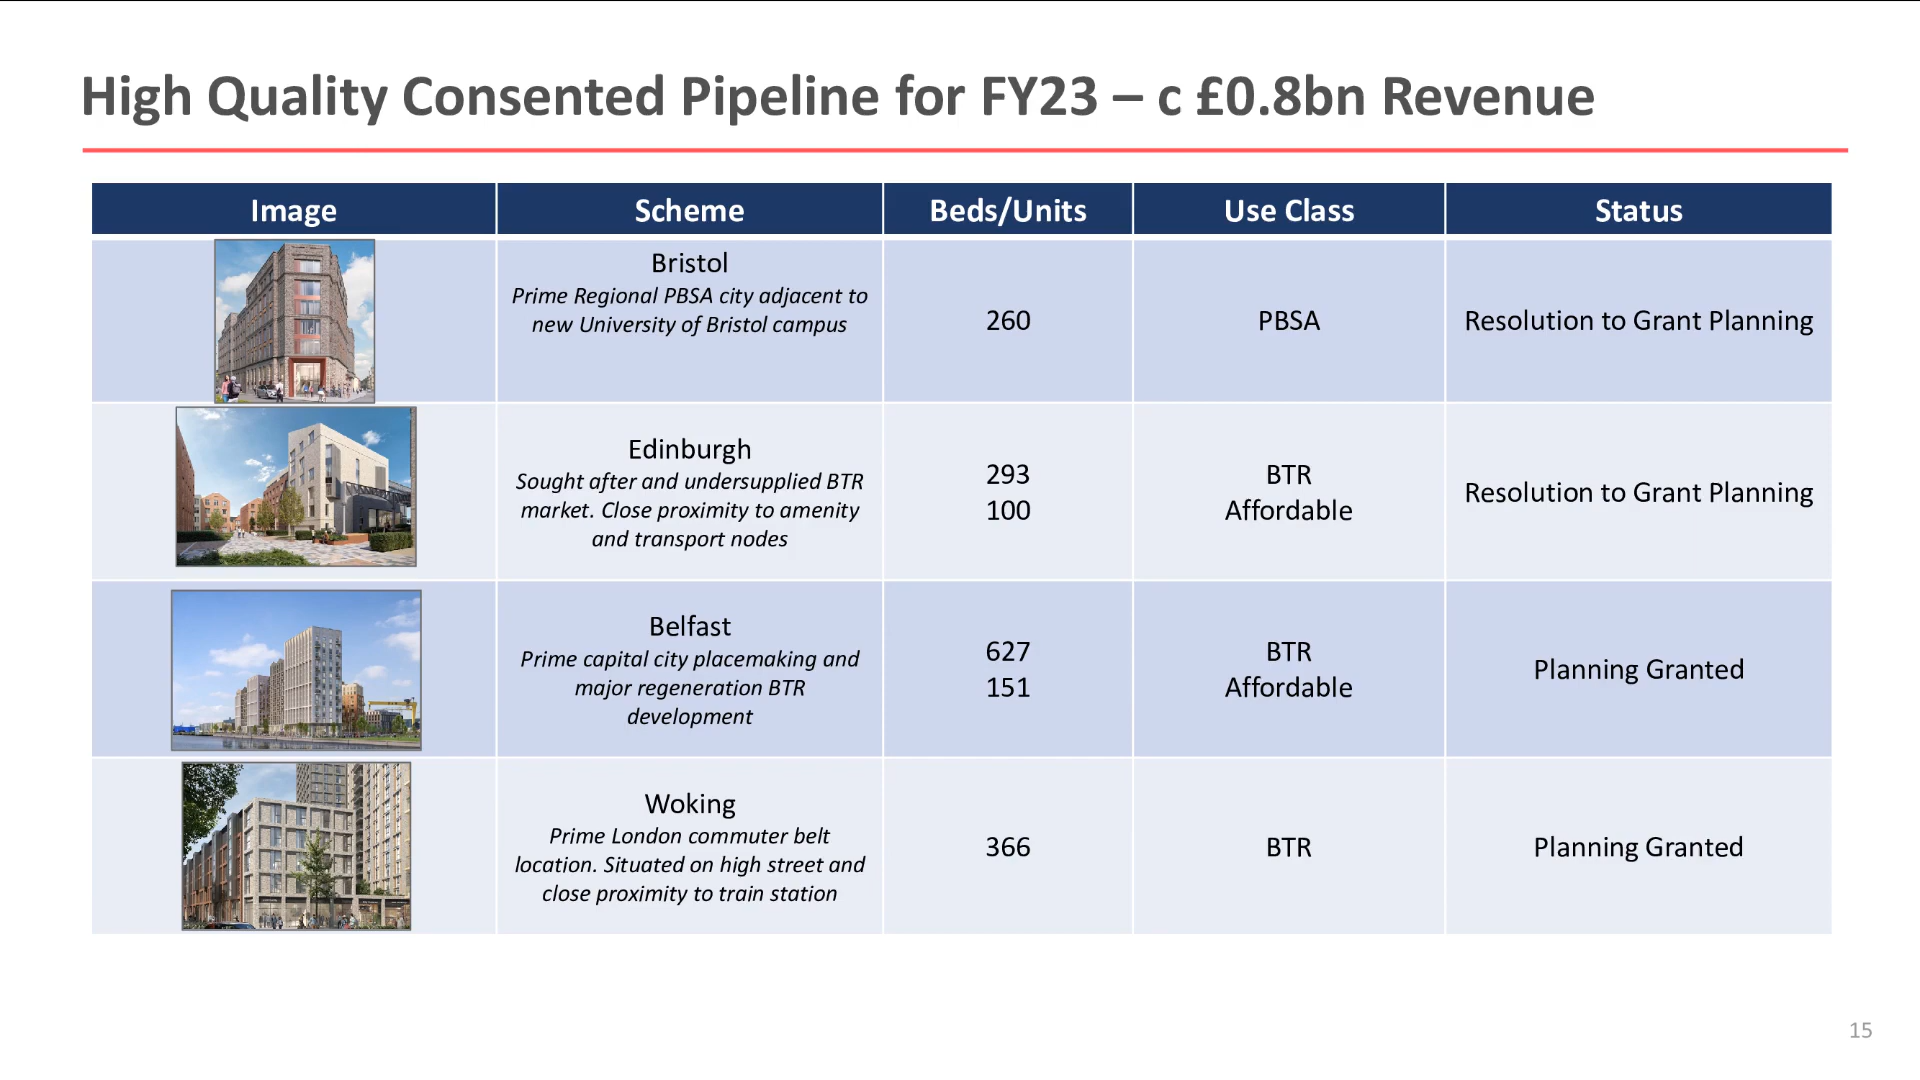 High Quality Consented Pipeline for FY23 – c £0.8bn Revenue
Image
Scheme
Beds/Units
Use Class
Status
Bristol
Prime Regional PBSA city adjacent to
new University of Bristol campus
260
PBSA
Resolution to Grant Planning
Edinburgh
Sought after and undersupplied BTR
market. Close proximity to amenity
and transport nodes
293
100
BTR
Affordable
Resolution to Grant Planning
Belfast
Prime capital city placemaking and
major regeneration BTR
development
627
151
BTR
Affordable
Planning Granted
Woking
Prime London commuter belt
location. Situated on high street and
close proximity to train station
366
BTR
Planning Granted
15